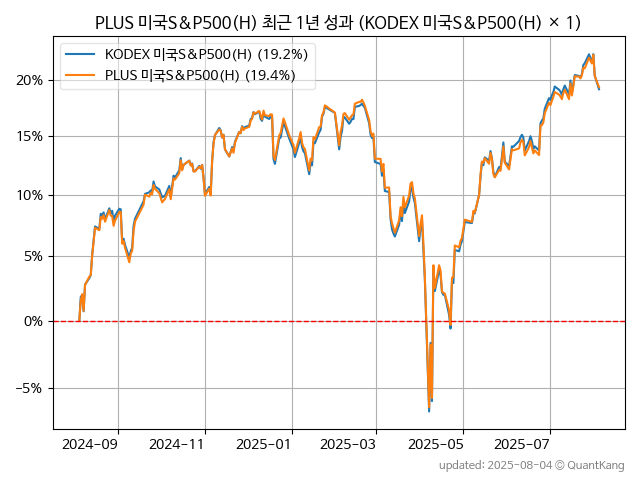 PLUS 미국S&P500(H) 최근 1년 성과 (KODEX 미국S&P500(H) × 1)
KODEX 미국S&P500(H) (19.2%)
PLUS 미국S&P500(H) (19.4%)
20%
15%
10%
5%
0%
−5%
2024-09 2024-11 2025-01 2025-03 2025-05 2025-07
updated: 2025-08-04 © QuantKang